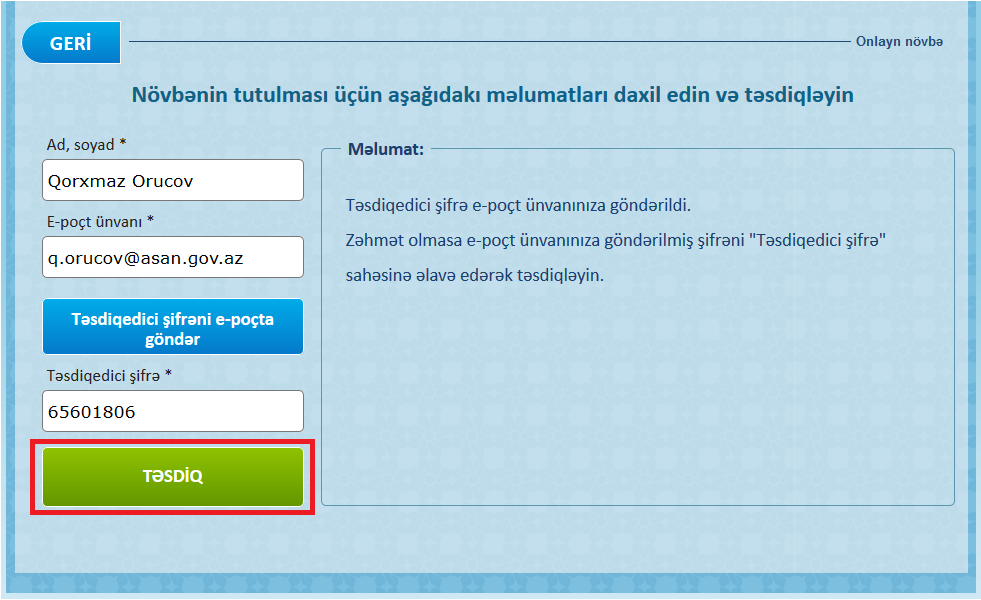 GERİ
Onlayn növbə
Növbənin tutulması üçün aşağıdakı məlumatları daxil edin və təsdiqləyin
Ad, soyad *
Qorxmaz Orucov
E-poçt ünvanı *
q.orucov@asan.gov.az
Təsdiqedici şifrəni e-poçta
göndər
Təsdiqedici şifrə *
65601806
TƏSDİQ
Məlumat:
Təsdiqedici şifrə e-poçt ünvanınıza göndərildi.
Zəhmət olmasa e-poçt ünvanınıza göndərilmiş şifrəni "Təsdiqedici şifrə"
sahəsinə əlavə edərək təsdiqləyin.